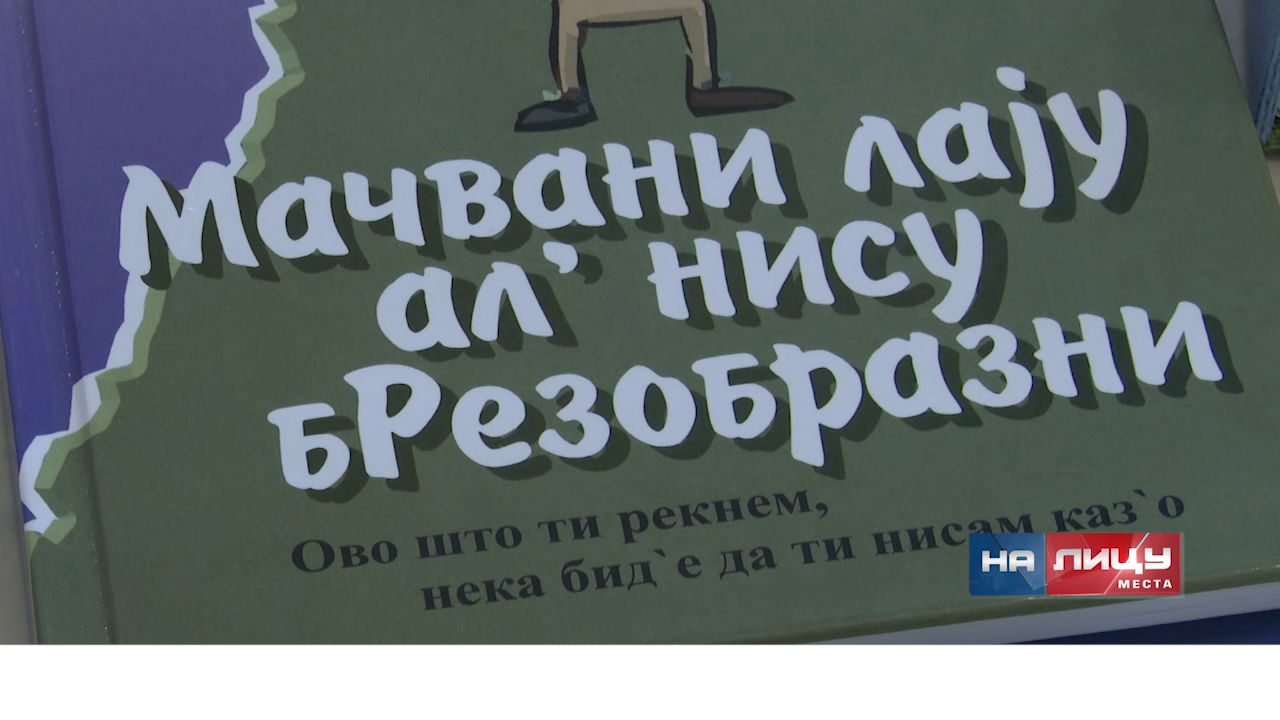 Мачвани лају
ал’ нису
бРезобразни
Ово што ти рекнем,
нека бид`е да ти нисам каз`о
НА ЛИЦУ
МЕСТА